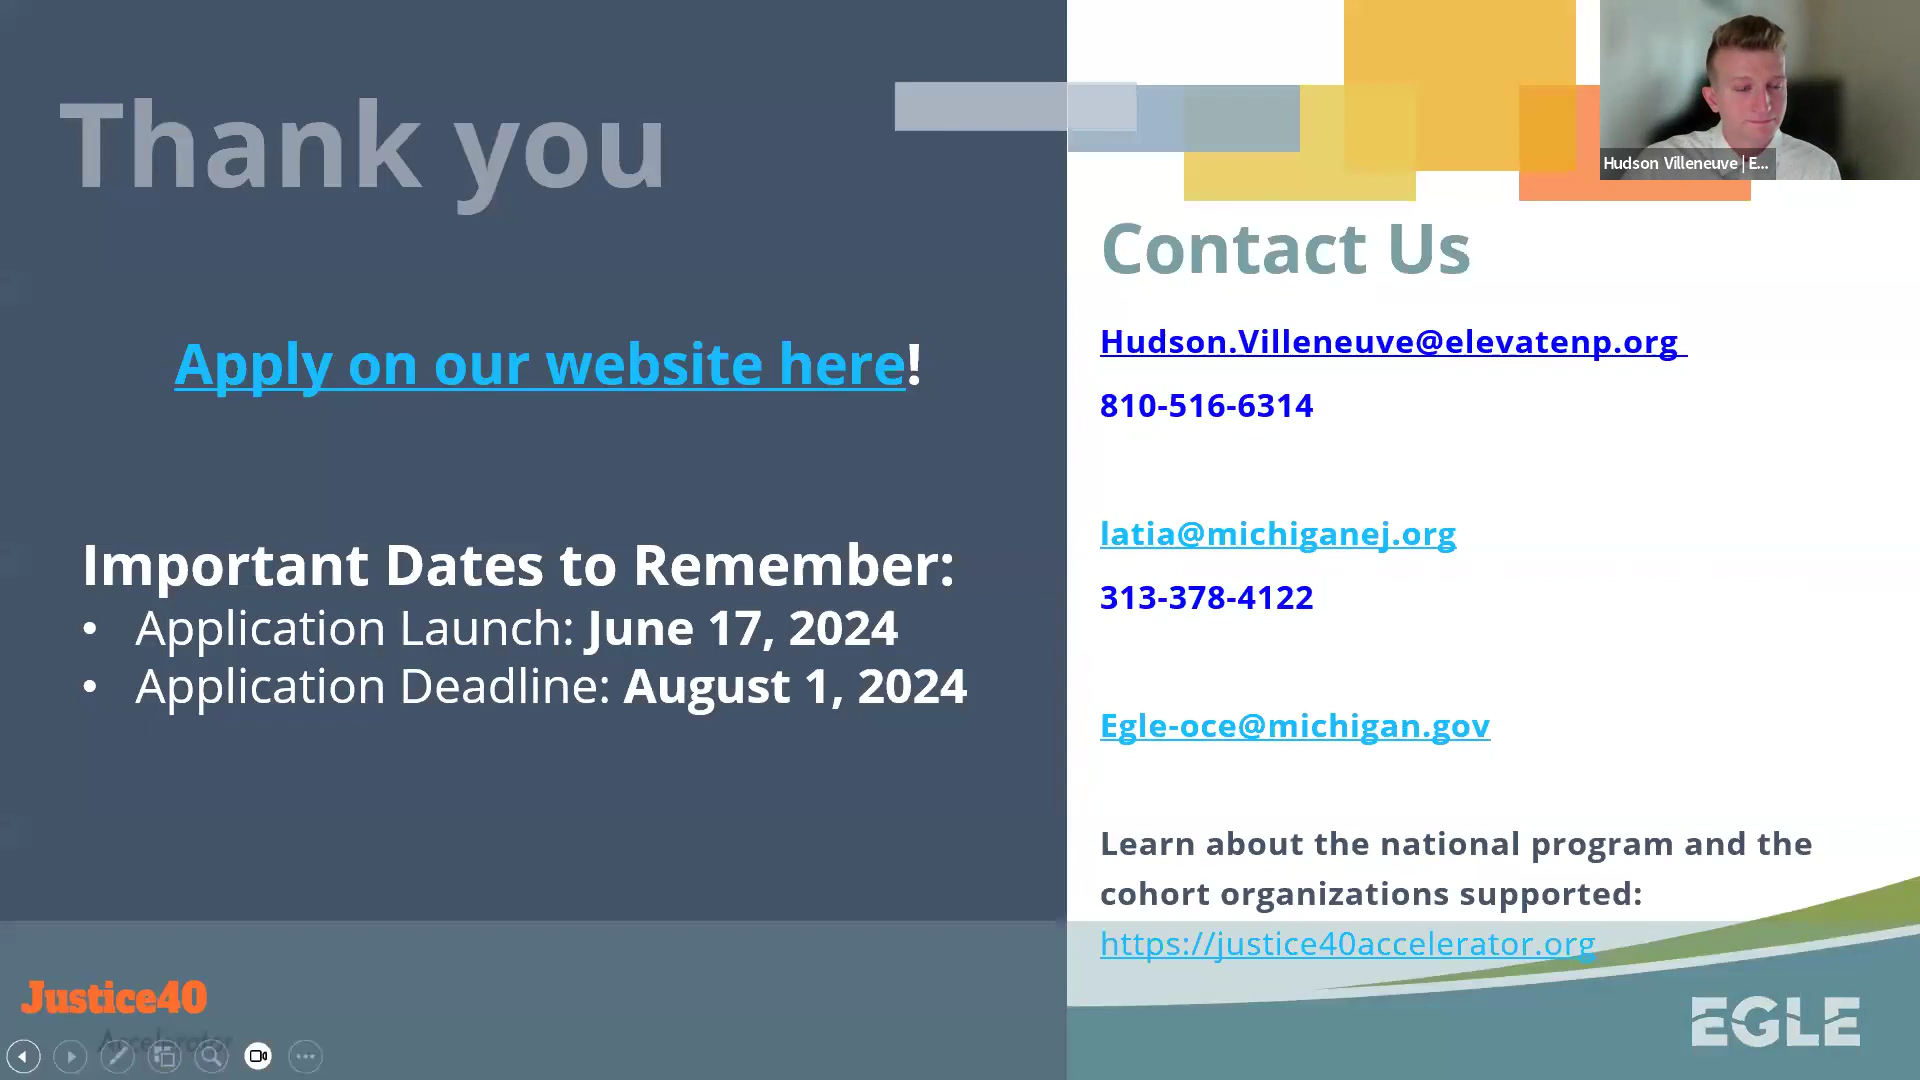 Thank you
Apply on our website here!
Important Dates to Remember:
• Application Launch: June 17, 2024
• Application Deadline: August 1, 2024
Justice40
Accelerator
Hudson Villeneuve | E...
Contact Us
Hudson.Villeneuve@elevatenp.org
810-516-6314
latia@michiganej.org
313-378-4122
Egle-oce@michigan.gov
Learn about the national program and the
cohort organizations supported:
https://justice40accelerator.org
EGLE